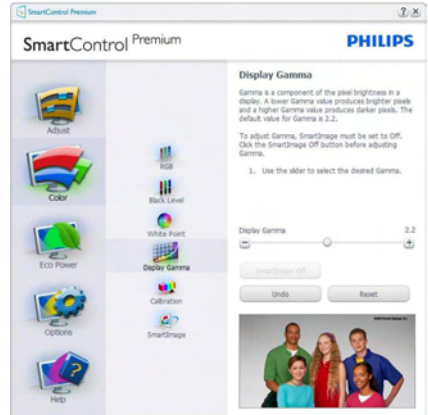 SmartControl Premium
SmartControl Premium
PHILIPS
Adjust
Color
Eco Power
Options
Help
RGB
Black Level
White Point
Display Gamma
Calibration
SmartImage
Display Gamma
Gamma is a component of the pixel brightness in a
display. A lower Gamma value produces brighter pixels
and a higher Gamma value produces darker pixels. The
default value for Gamma is 2.2.
To adjust Gamma, SmartImage must be set to Off.
Click the SmartImage Off button before adjusting
Gamma.
1. Use the slider to select the desired Gamma.
Display Gamma 2.2
SmartImage Off
Undo Reset